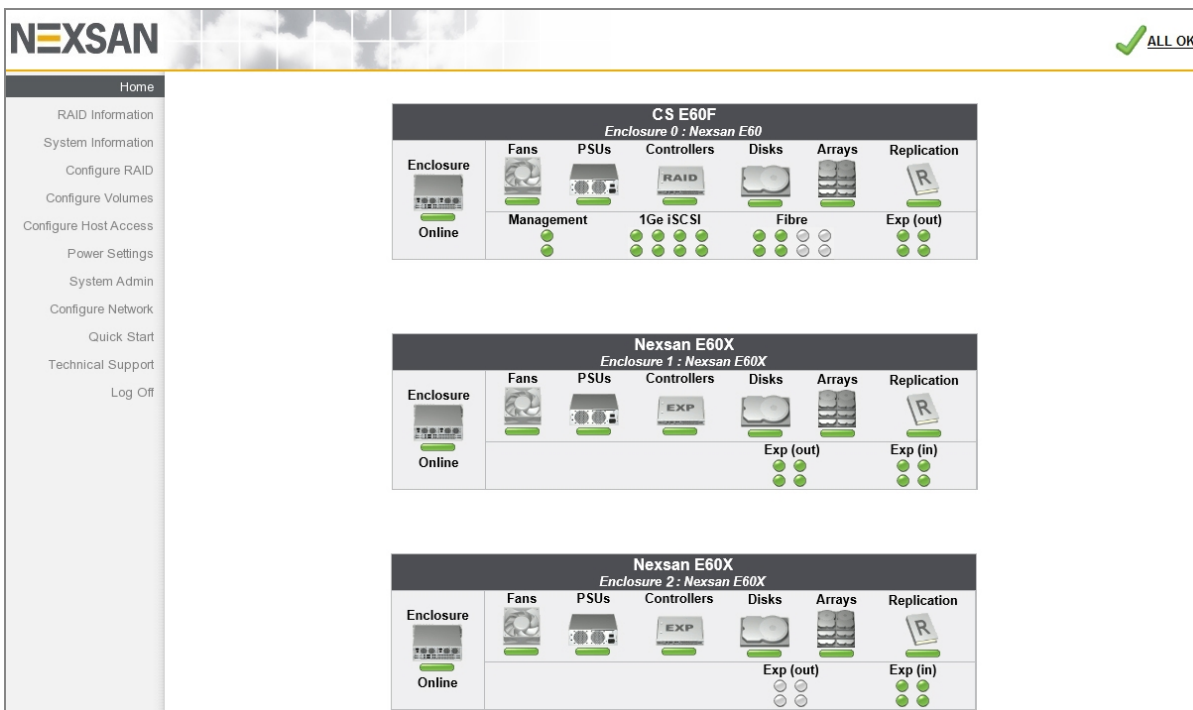 NEXSAN
ALL OK
Home
RAID Information
System Information
Configure RAID
Configure Volumes
Configure Host Access
Power Settings
System Admin
Configure Network
Quick Start
Technical Support
Log Off
CS E60F
Enclosure 0 : Nexsan E60
Enclosure
Online
Fans PSUs Controllers Disks Arrays Replication
RAID
R
Management 1Ge iSCSI Fibre Exp (out)
Nexsan E60X
Enclosure 1 : Nexsan E60X
Enclosure
Online
Fans PSUs Controllers Disks Arrays Replication
EXP
R
Exp (out) Exp (in)
Nexsan E60X
Enclosure 2 : Nexsan E60X
Enclosure
Online
Fans PSUs Controllers Disks Arrays Replication
EXP
R
Exp (out) Exp (in)